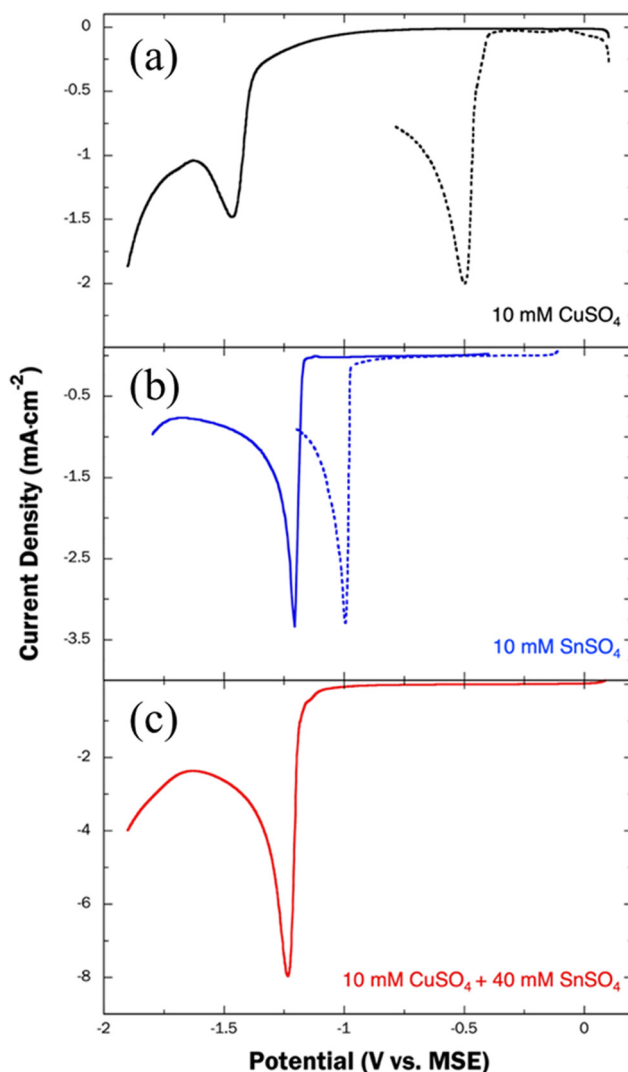 0
(a)
-0.5
-1
-1.5
-2
10 mM CuSO₄
(b)
-0.5
-1.5
-2.5
-3.5
10 mM SnSO₄
(c)
-2
-4
-6
-8
10 mM CuSO₄ + 40 mM SnSO₄
-2 -1.5 -1 -0.5 0
Potential (V vs. MSE)
Current Density (mA·cm⁻²)